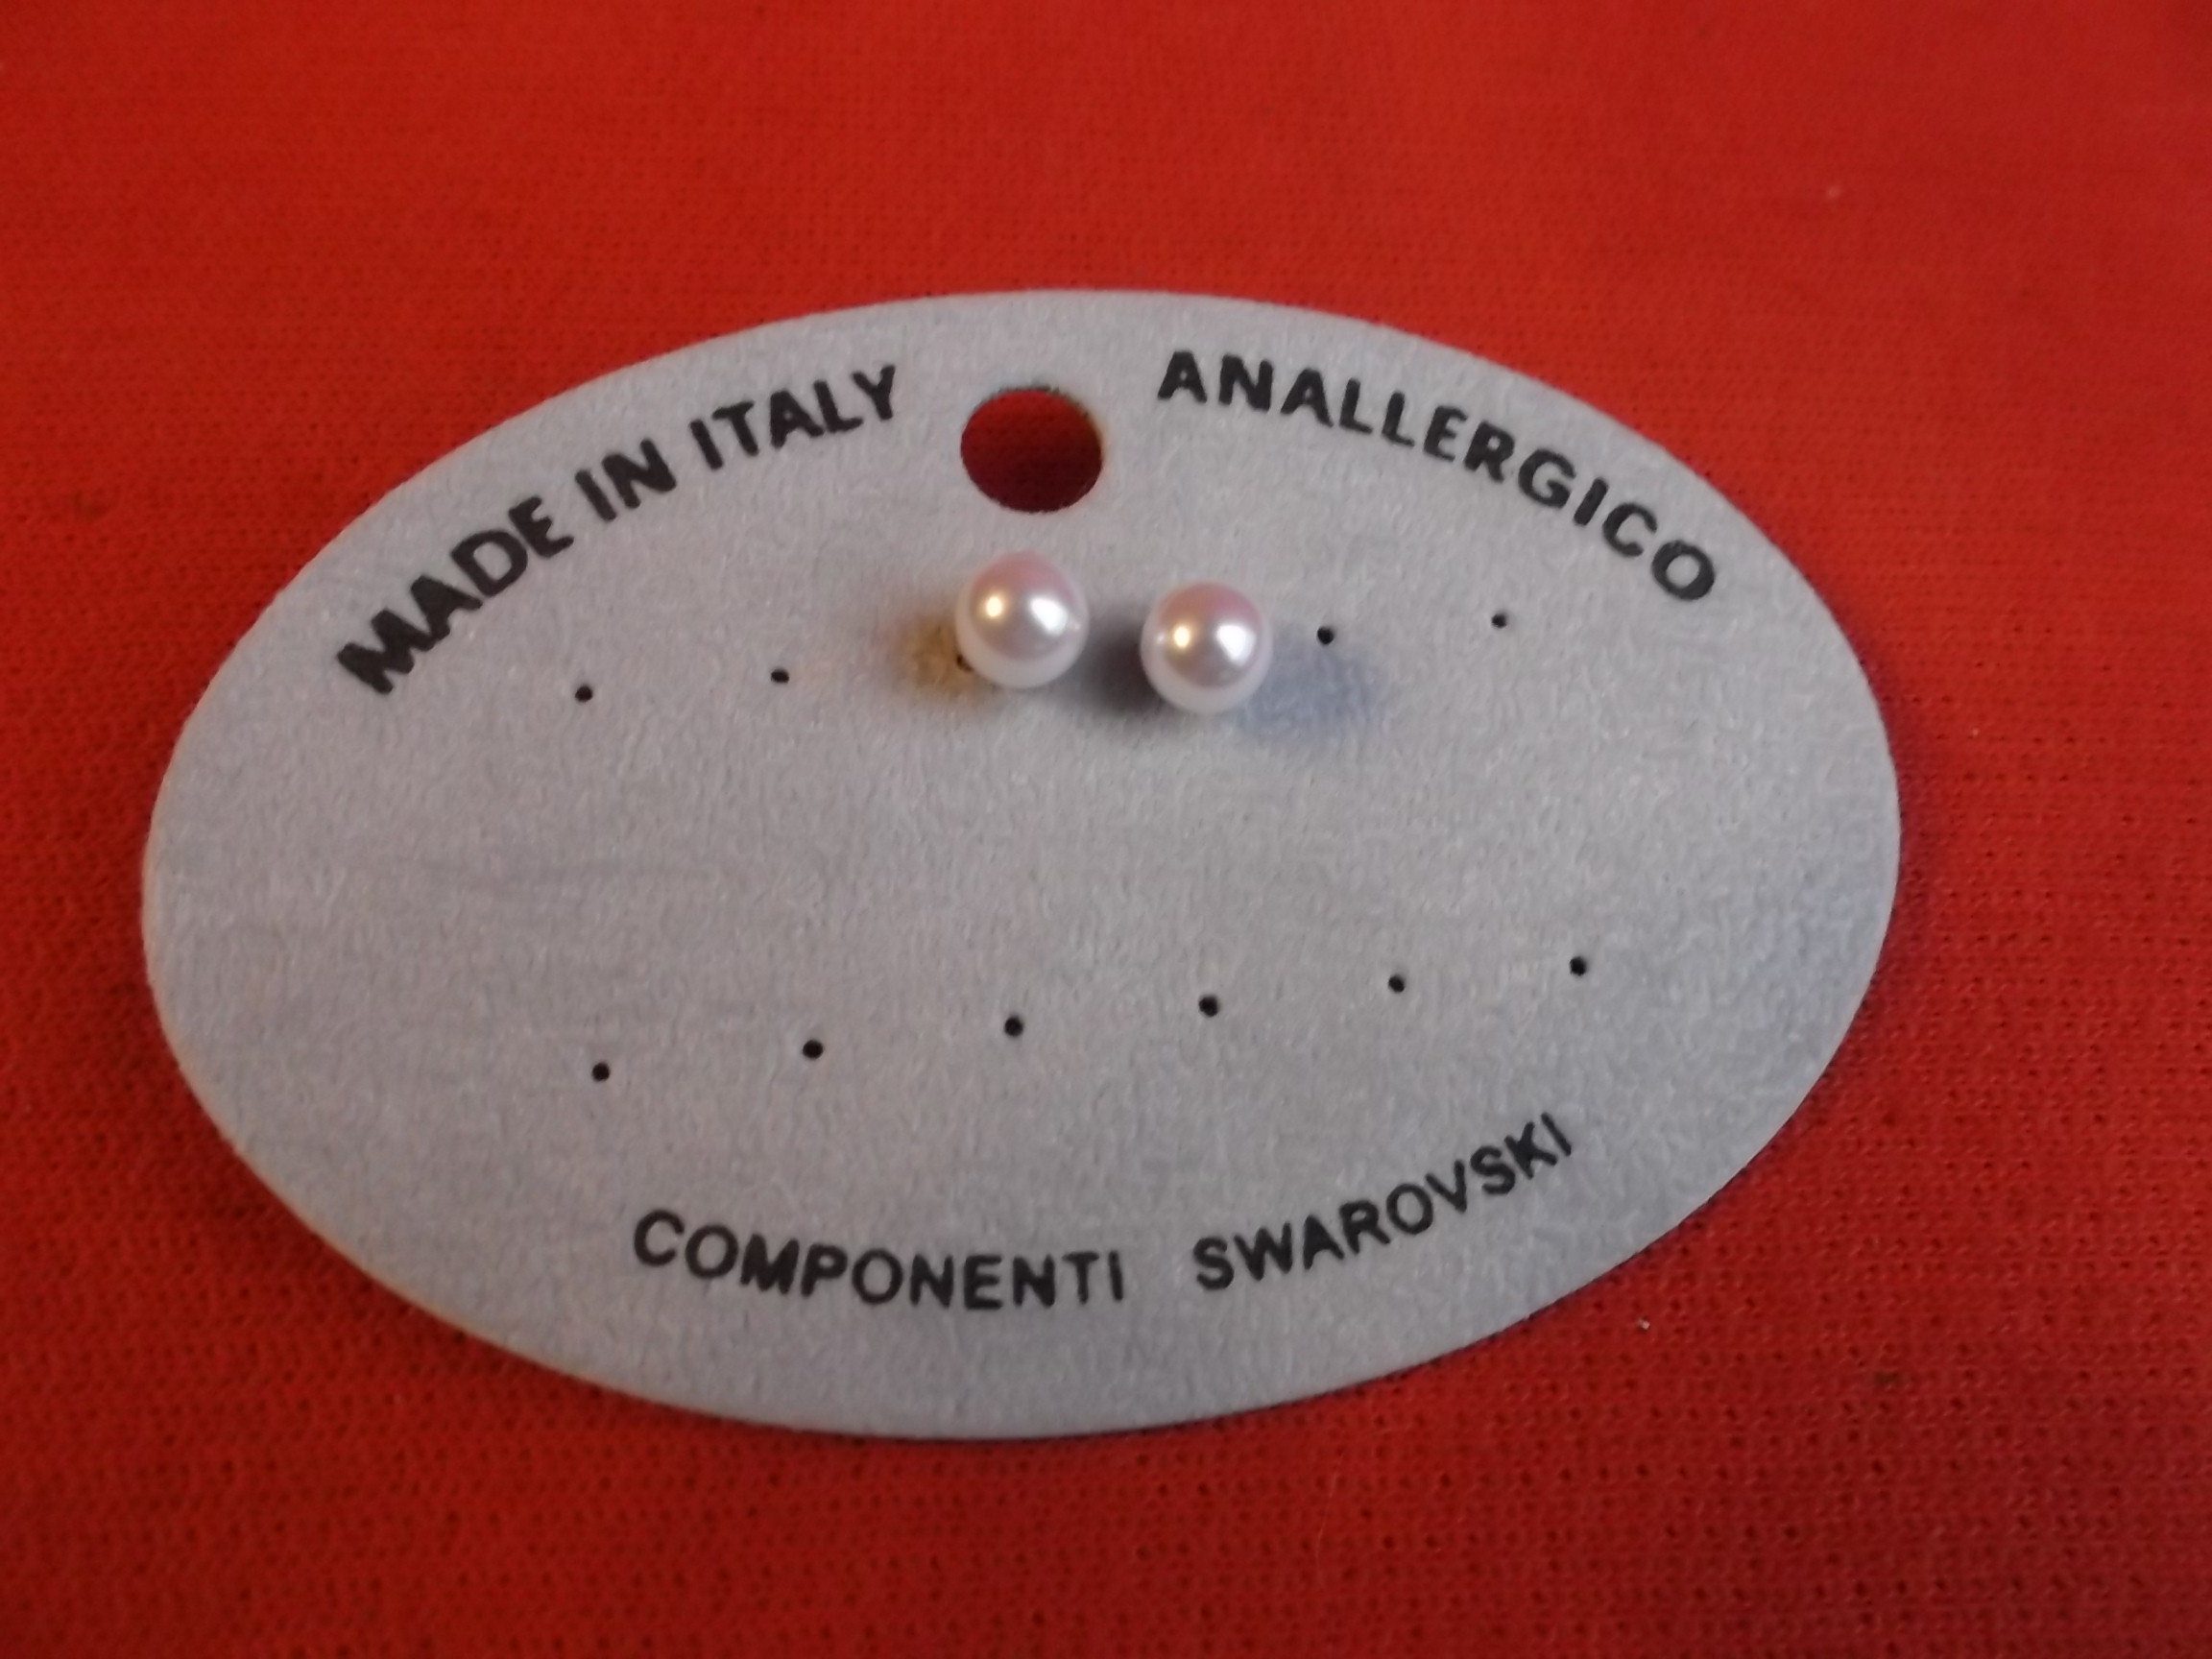 MADE IN ITALY
ANALLERGICO
COMPONENTI SWAROVSKI